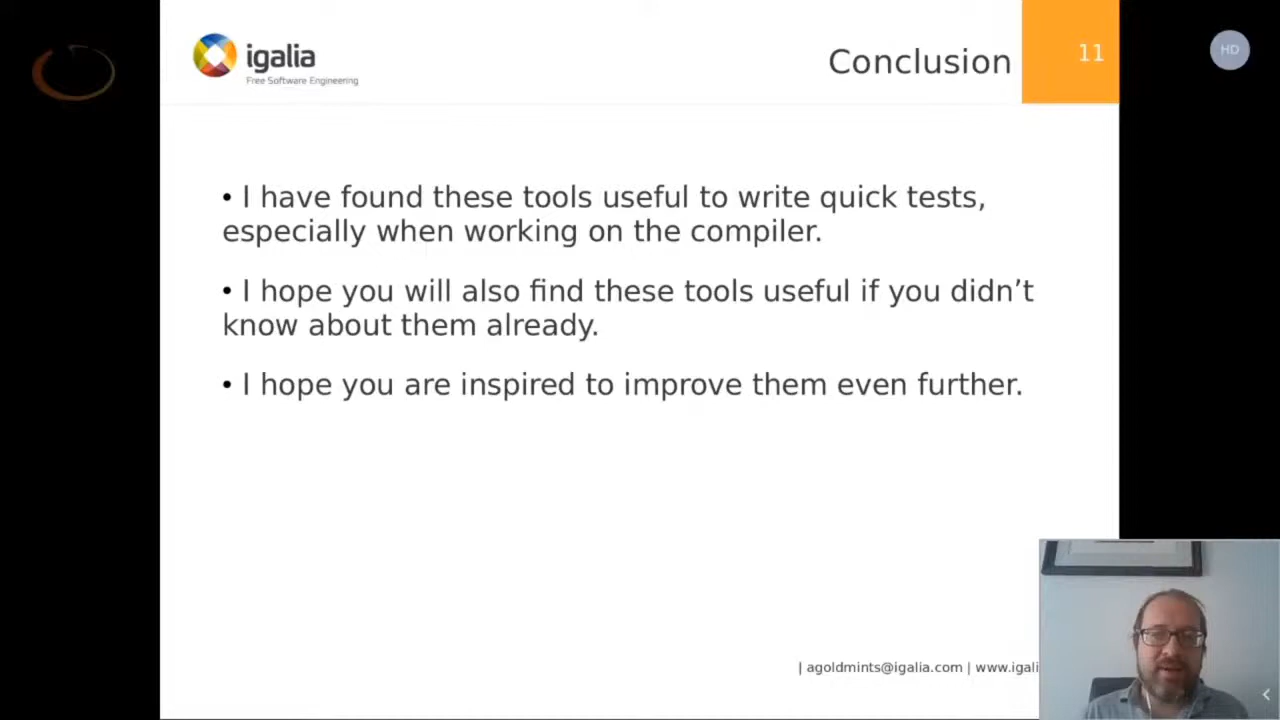 igalia
Free Software Engineering
Conclusion
11
HD
• I have found these tools useful to write quick tests,
especially when working on the compiler.
• I hope you will also find these tools useful if you didn’t
know about them already.
• I hope you are inspired to improve them even further.
| agoldmints@igalia.com | www.igali